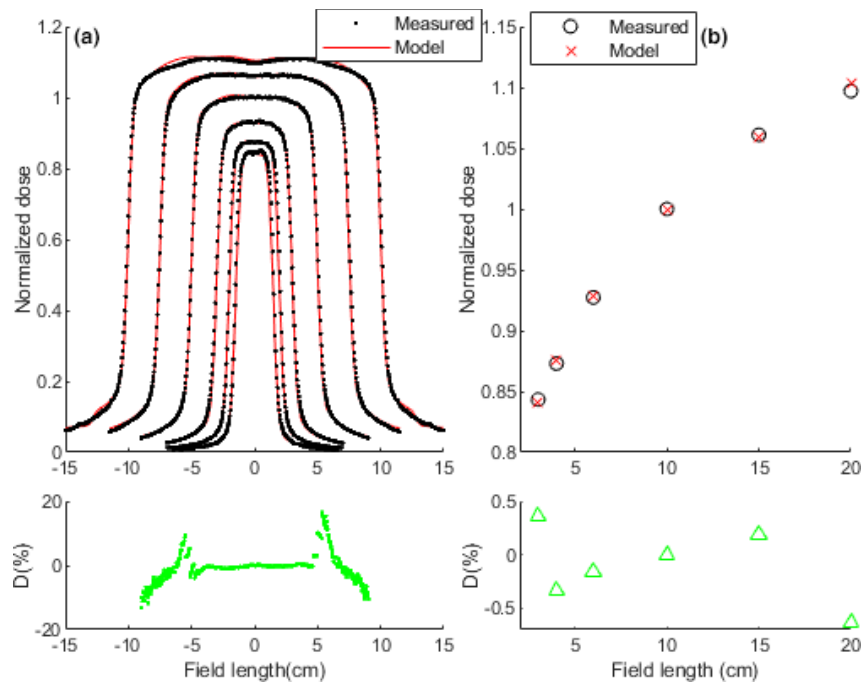 (a)
Measured
Model
Normalized dose
1.2
1
0.8
0.6
0.4
0.2
0
-15 -10 -5 0 5 10 15
Measured
Model
(b)
Normalized dose
1.15
1.1
1.05
1
0.95
0.9
0.85
0.8
5 10 15 20
D(%)
20
0
-20
-15 -10 -5 0 5 10 15
Field length(cm)
D(%)
0.5
0
-0.5
5 10 15 20
Field length (cm)